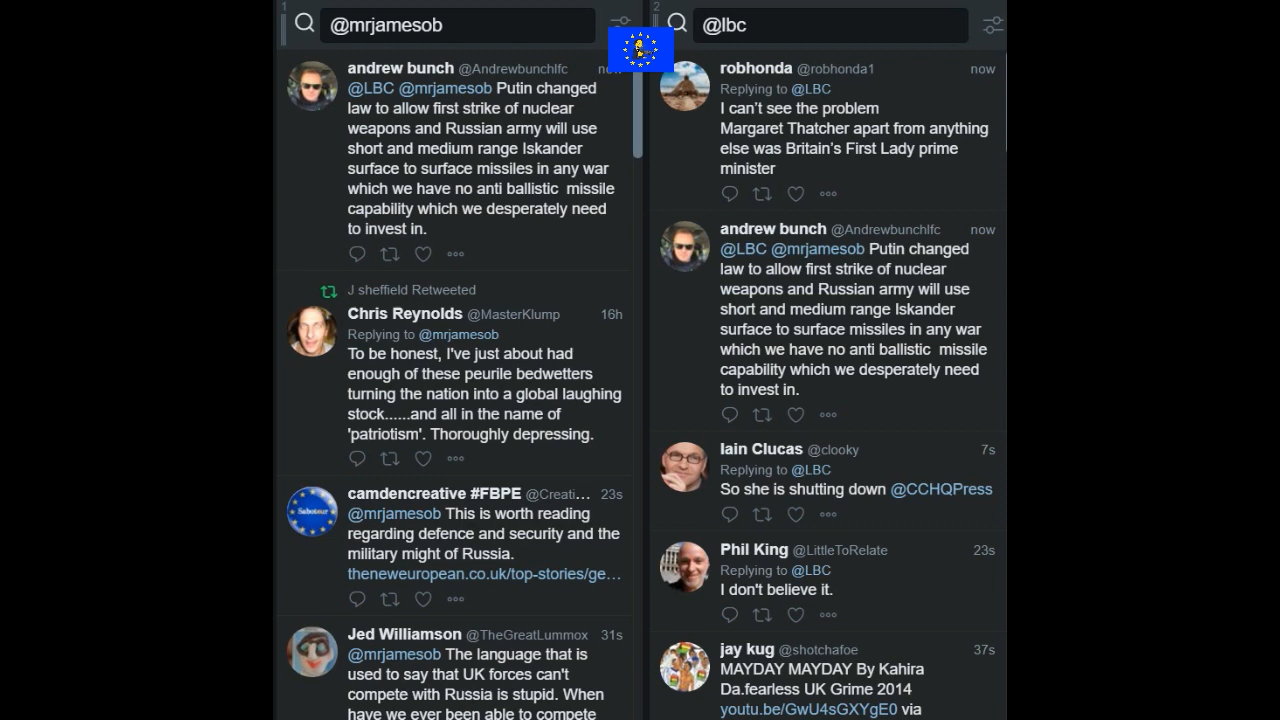 1
@mrjamesob
andrew bunch @Andrewbunchlfc
@LBC @mrjamesob Putin changed
law to allow first strike of nuclear
weapons and Russian army will use
short and medium range Iskander
surface to surface missiles in any war
which we have no anti ballistic missile
capability which we desperately need
to invest in.
J sheffield Retweeted
Chris Reynolds @MasterKlump 16h
Replying to @mrjamesob
To be honest, I've just about had
enough of these peurile bedwetters
turning the nation into a global laughing
stock......and all in the name of
'patriotism'. Thoroughly depressing.
camdencreative #FBPE @Creati... 23s
@mrjamesob This is worth reading
regarding defence and security and the
military might of Russia.
theneweuropean.co.uk/top-stories/ge...
Saboteur
Jed Williamson @TheGreatLummox 31s
@mrjamesob The language that is
used to say that UK forces can't
compete with Russia is stupid. When
have we ever been able to compete
2
@lbc
robhonda @robhonda1 now
Replying to @LBC
I can't see the problem
Margaret Thatcher apart from anything
else was Britain's First Lady prime
minister
andrew bunch @Andrewbunchlfc now
@LBC @mrjamesob Putin changed
law to allow first strike of nuclear
weapons and Russian army will use
short and medium range Iskander
surface to surface missiles in any war
which we have no anti ballistic missile
capability which we desperately need
to invest in.
Iain Clucas @clooky 7s
Replying to @LBC
So she is shutting down @CCHQPress
Phil King @LittleToRelate 23s
Replying to @LBC
I don't believe it.
jay kug @shotchafoe 37s
MAYDAY MAYDAY By Kahira
Da.fearless UK Grime 2014
youtu.be/GwU4sGXYgE0 via